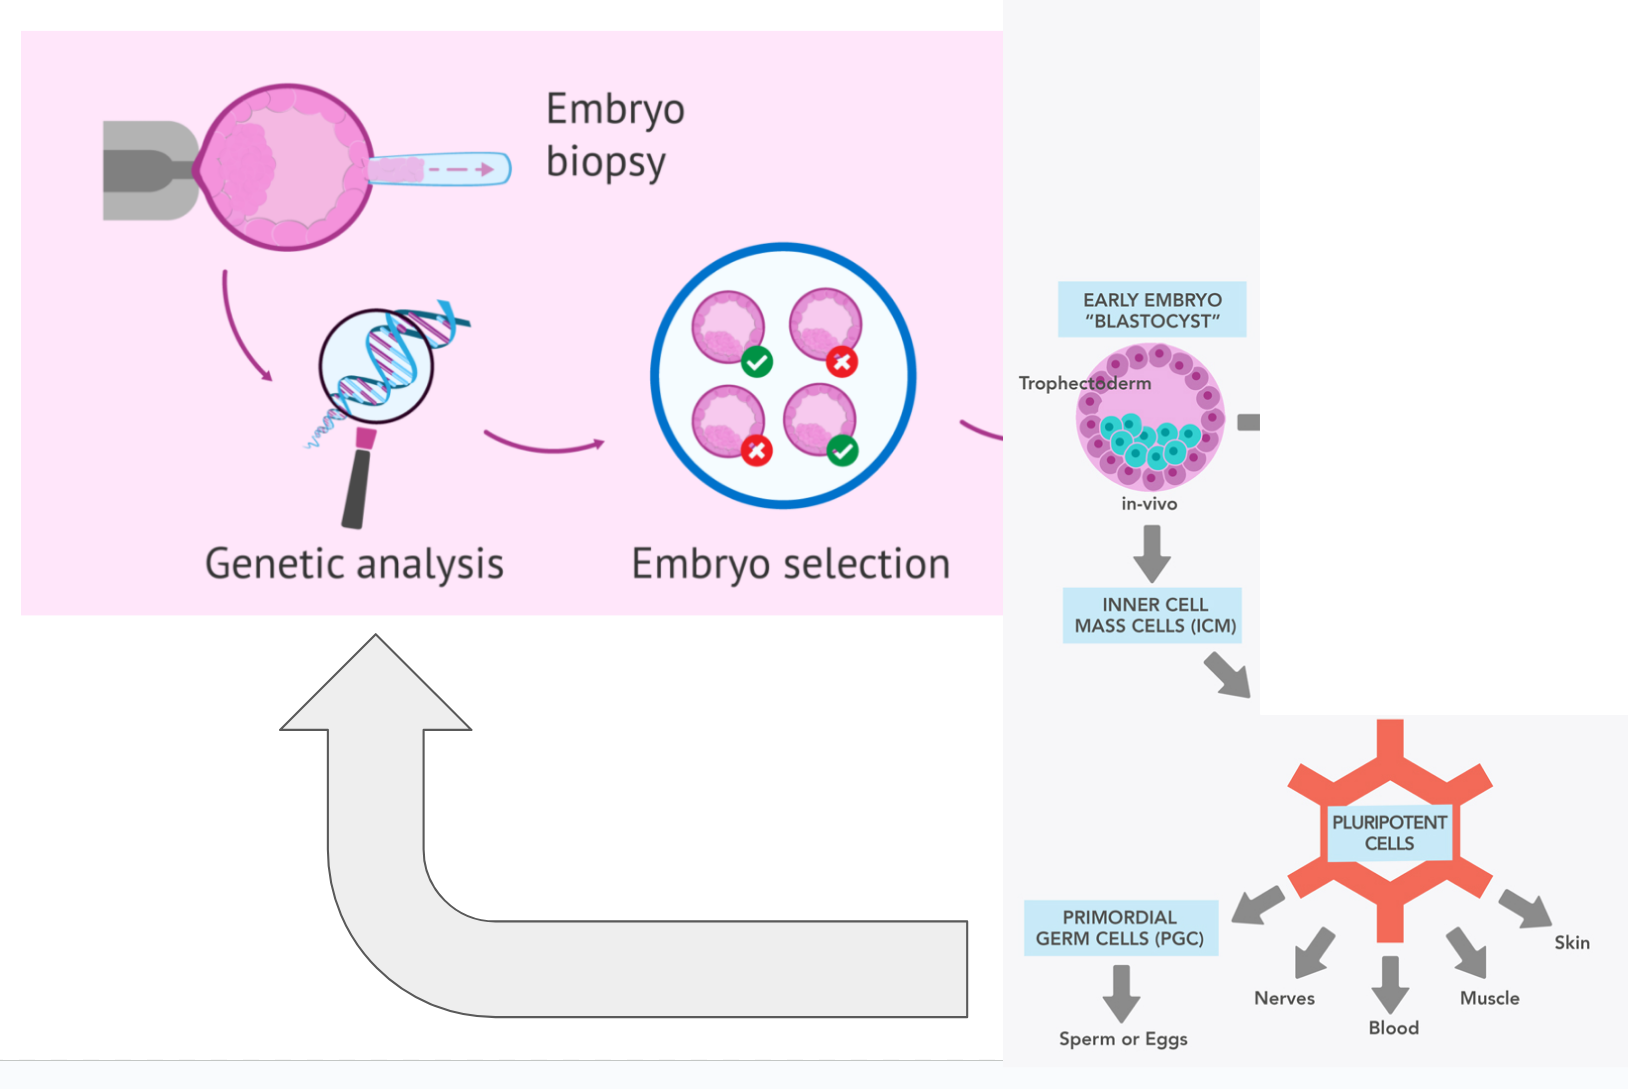 Embryo
biopsy
Genetic analysis
Embryo selection
EARLY EMBRYO
“BLASTOCYST”
Trophectoderm
in-vivo
INNER CELL
MASS CELLS (ICM)
PLURIPOTENT
CELLS
PRIMORDIAL
GERM CELLS (PGC)
Sperm or Eggs
Nerves
Blood
Muscle
Skin